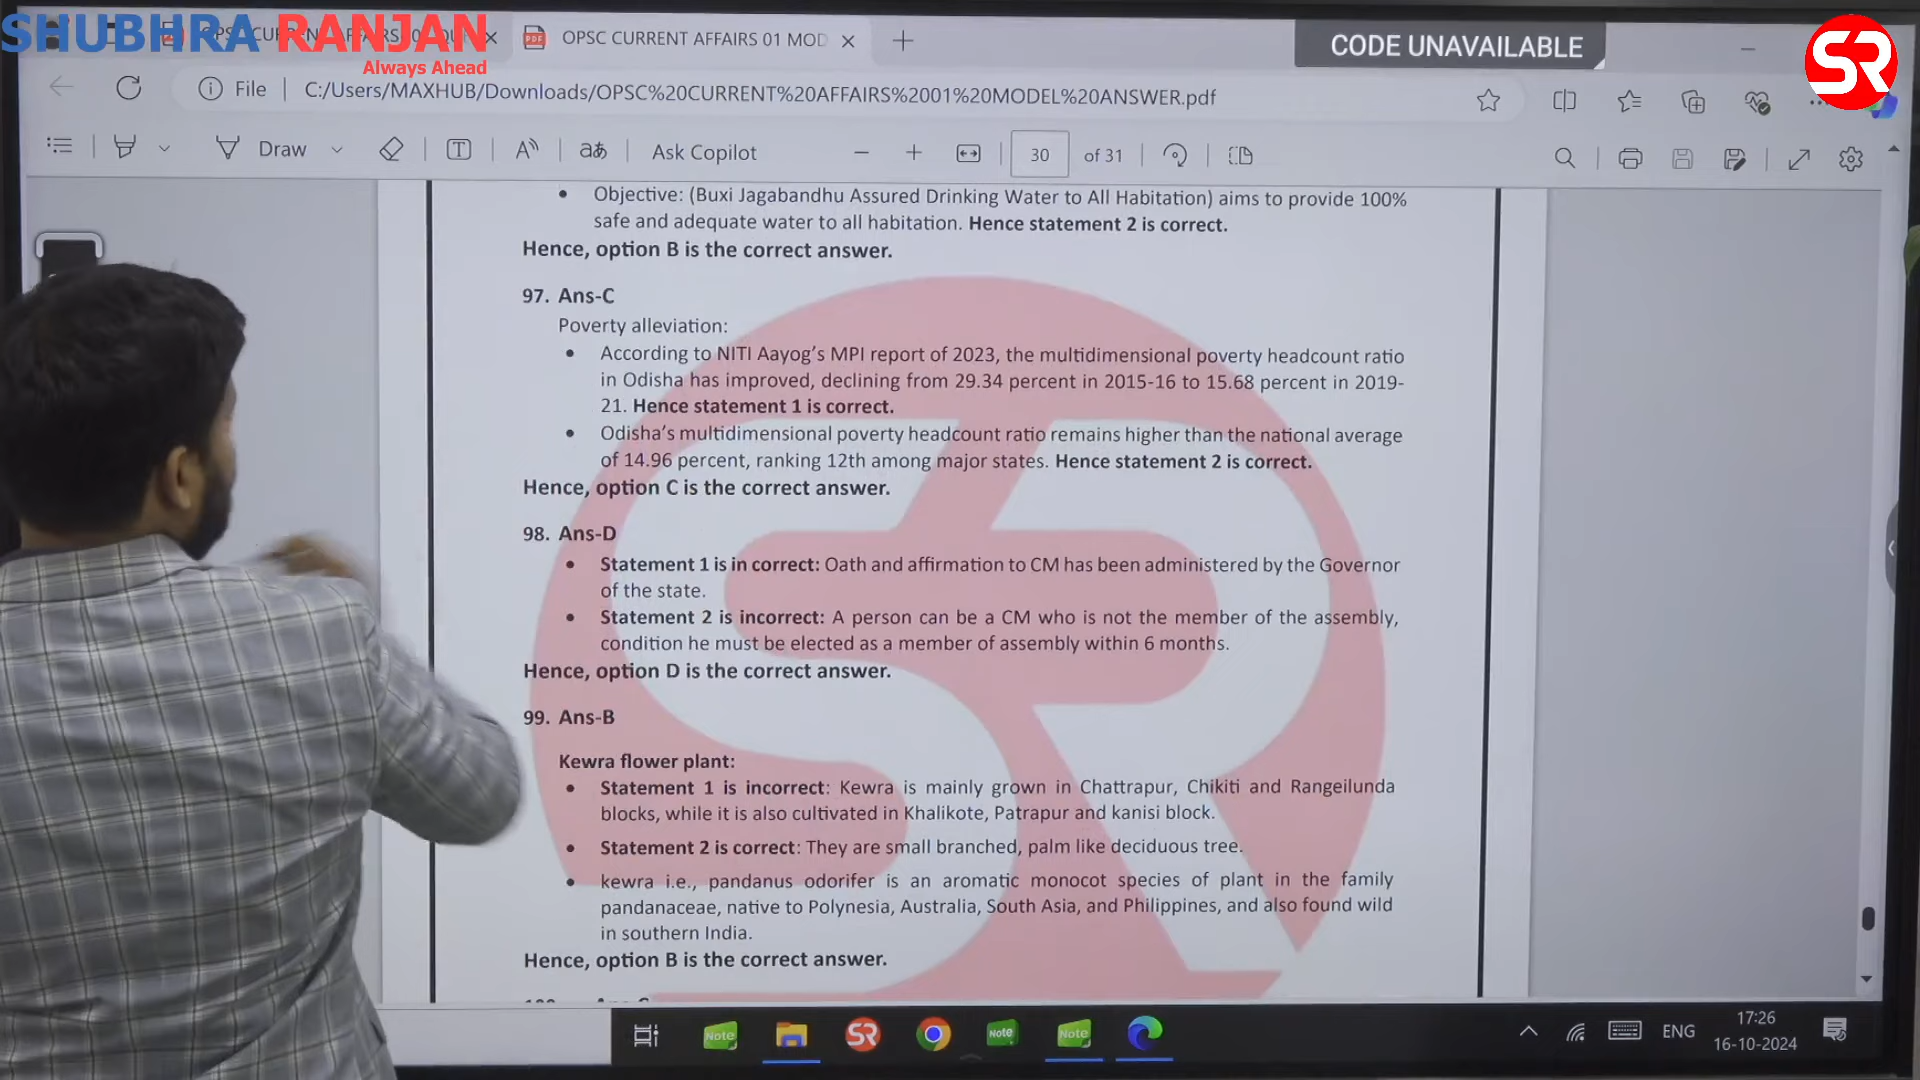 SHUBHRA RANJAN
Always Ahead
OPSC CURRENT AFFAIRS 01 MOD
CODE UNAVAILABLE
SR
File
C:/Users/MAXHUB/Downloads/OPSC%20CURRENT%20AFFAIRS%2001%20MODEL%20ANSWER.pdf
Draw
Ask Copilot
30 of 31
• Objective: (Buxi Jagabandhu Assured Drinking Water to All Habitation) aims to provide 100%
safe and adequate water to all habitation. Hence statement 2 is correct.
Hence, option B is the correct answer.
97. Ans-C
Poverty alleviation:
• According to NITI Aayog's MPI report of 2023, the multidimensional poverty headcount ratio
in Odisha has improved, declining from 29.34 percent in 2015-16 to 15.68 percent in 2019-
21. Hence statement 1 is correct.
• Odisha's multidimensional poverty headcount ratio remains higher than the national average
of 14.96 percent, ranking 12th among major states. Hence statement 2 is correct.
Hence, option C is the correct answer.
98. Ans-D
• Statement 1 is in correct: Oath and affirmation to CM has been administered by the Governor
of the state.
• Statement 2 is incorrect: A person can be a CM who is not the member of the assembly,
condition he must be elected as a member of assembly within 6 months.
Hence, option D is the correct answer.
99. Ans-B
Kewra flower plant:
• Statement 1 is incorrect: Kewra is mainly grown in Chattrapur, Chikiti and Rangeilunda
blocks, while it is also cultivated in Khalikote, Patrapur and kanisi block.
• Statement 2 is correct: They are small branched, palm like deciduous tree.
• kewra i.e., pandanus odorifer is an aromatic monocot species of plant in the family
pandanaceae, native to Polynesia, Australia, South Asia, and Philippines, and also found wild
in southern India.
Hence, option B is the correct answer.
Note
SR
Note
Note
ENG
17:26
16-10-2024